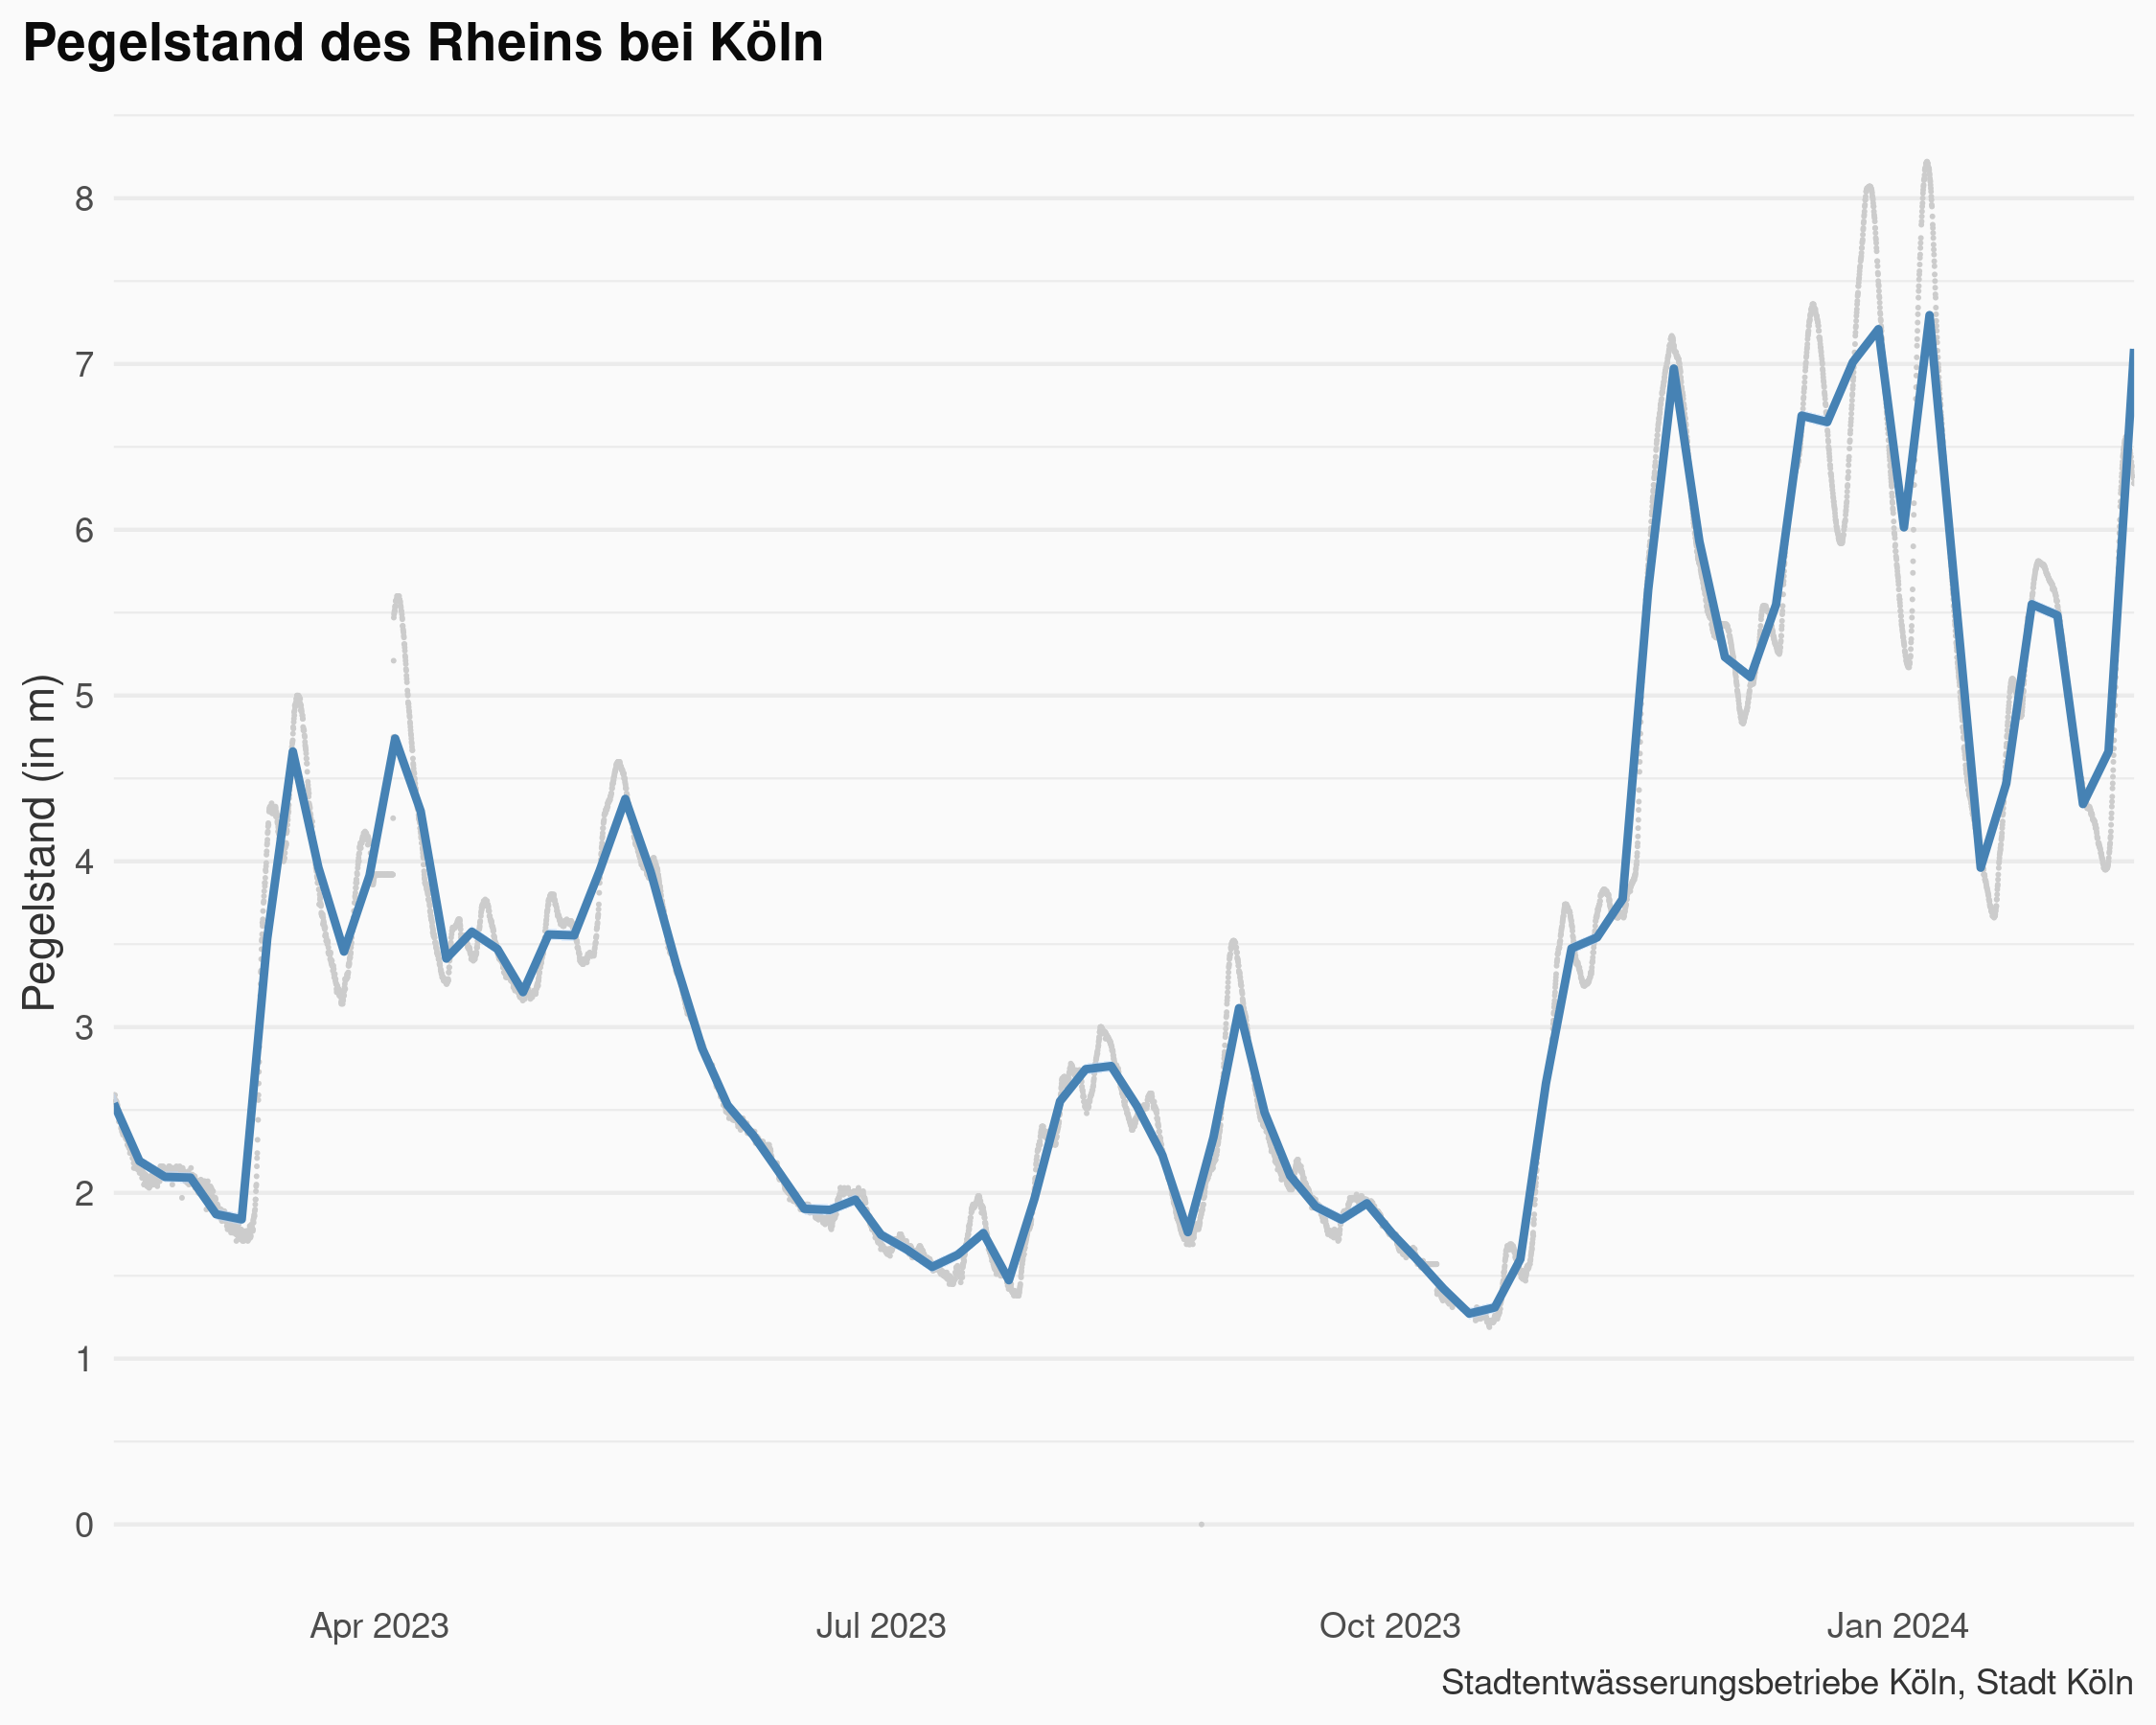 Pegelstand des Rheins bei Köln
Pegelstand (in m)
8
7
6
5
4
3
2
1
0
Apr 2023
Jul 2023
Oct 2023
Jan 2024
Stadtentwässerungsbetriebe Köln, Stadt Köln